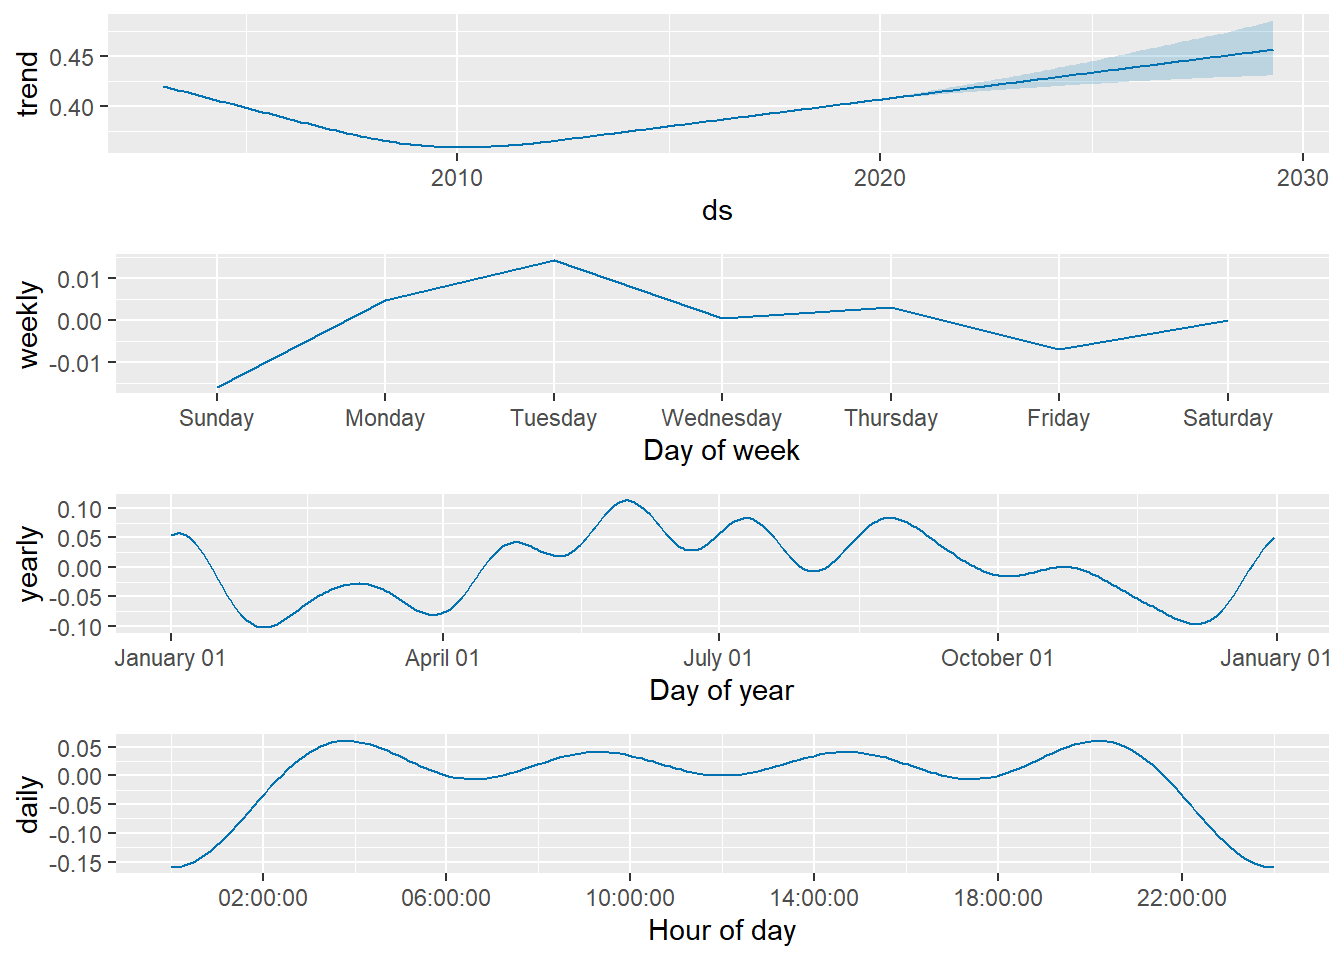 trend
0.45
0.40
2010 2020 2030
ds
weekly
0.01
0.00
-0.01
Sunday Monday Tuesday Wednesday Thursday Friday Saturday
Day of week
yearly
0.10
0.05
0.00
-0.05
-0.10
January 01 April 01 July 01 October 01 January 01
Day of year
daily
0.05
0.00
-0.05
-0.10
-0.15
02:00:00 06:00:00 10:00:00 14:00:00 18:00:00 22:00:00
Hour of day